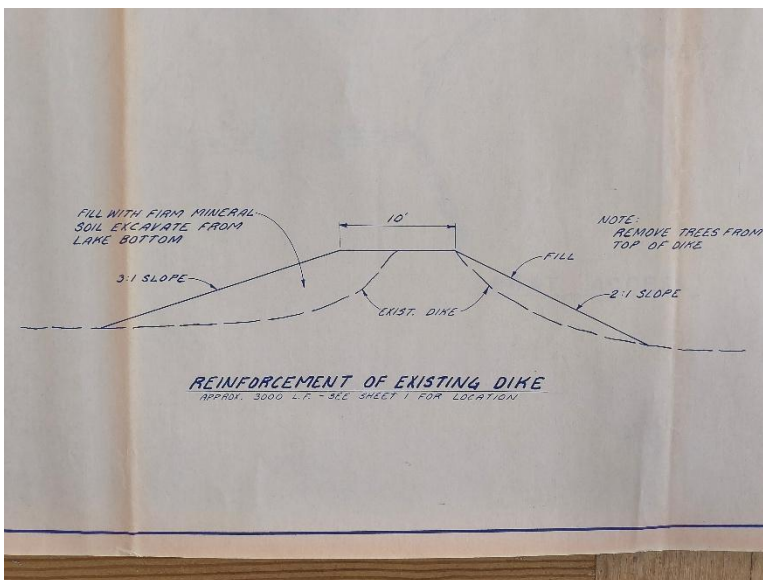 FILL WITH FIRM MINERAL
SOIL EXCAVATE FROM
LAKE BOTTOM
10'
NOTE:
REMOVE TREES FROM
TOP OF DIKE
3:1 SLOPE
FILL
2:1 SLOPE
EXIST. DIKE
REINFORCEMENT OF EXISTING DIKE
APPROX. 3000 L.F. - SEE SHEET 1 FOR LOCATION